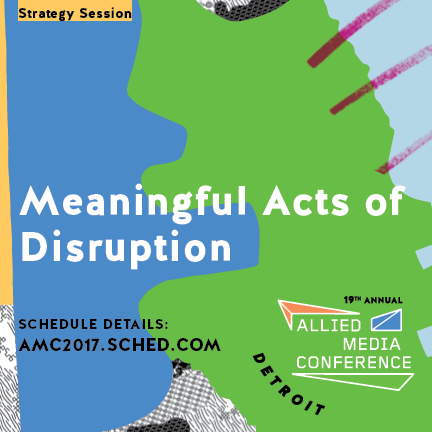 Strategy Session
Meaningful Acts of
Disruption
SCHEDULE DETAILS:
AMC2017.SCHED.COM
19TH ANNUAL
ALLIED
MEDIA
CONFERENCE
DETROIT